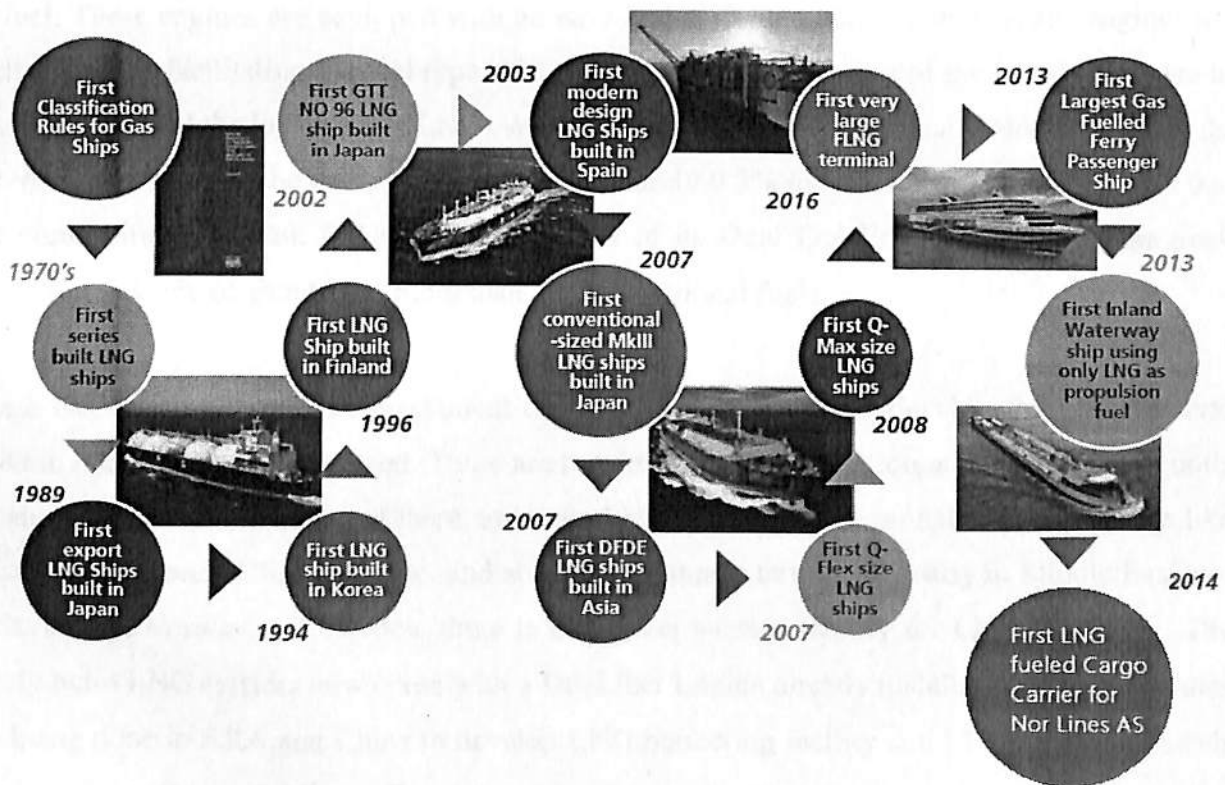 First
Classification
Rules for Gas
Ships
1970's
First
series
built LNG
ships
1989
First
export
LNG Ships
built in
Japan
First LNG
ship built
in Korea
1994
First LNG
Ship built
in Finland
1996
First GTT
NO 96 LNG
ship built
in Japan
2002
2003
First
modern
design
LNG Ships
built in
Spain
2007
First
conventional
-sized MkIII
LNG ships
built in
Japan
2007
First DFDE
LNG ships
built in
Asia
First Q-
Flex size
LNG
ships
2007
First Q-
Max size
LNG
ships
2008
First very
large
FLNG
terminal
2016
2013
First
Largest Gas
Fuelled
Ferry
Passenger
Ship
2013
First Inland
Waterway
ship using
only LNG as
propulsion
fuel
2014
First LNG
fueled Cargo
Carrier for
Nor Lines AS